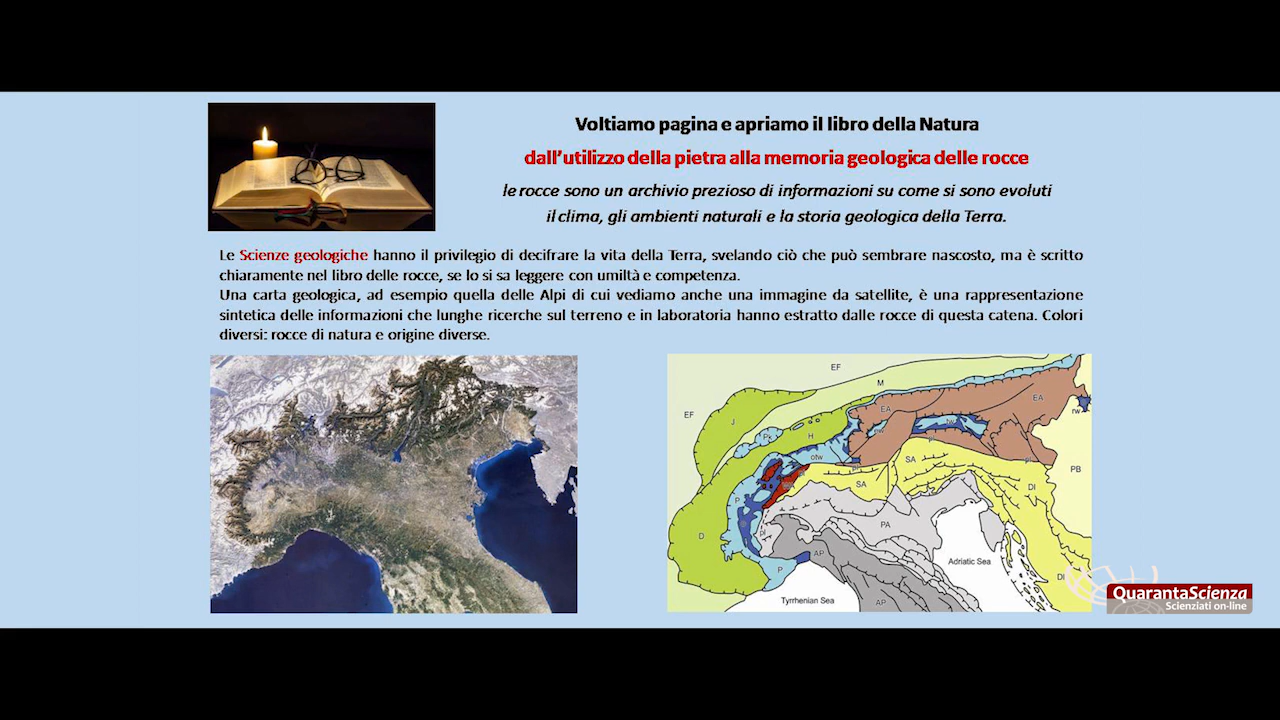 Voltiamo pagina e apriamo il libro della Natura
dall'utilizzo della pietra alla memoria geologica delle rocce
le rocce sono un archivio prezioso di informazioni su come si sono evoluti
il clima, gli ambienti naturali e la storia geologica della Terra.
Le Scienze geologiche hanno il privilegio di decifrare la vita della Terra, svelando ciò che può sembrare nascosto, ma è scritto
chiaramente nel libro delle rocce, se lo si sa leggere con umiltà e competenza.
Una carta geologica, ad esempio quella delle Alpi di cui vediamo anche una immagine da satellite, è una rappresentazione
sintetica delle informazioni che lunghe ricerche sul terreno e in laboratoria hanno estratto dalle rocce di questa catena. Colori
diversi: rocce di natura e origine diverse.
EF
M
EF
EA
EA
rw
J
Pk
H
otw
SA
SA
PB
DI
P
PA
D
pl
AP
P
Adriatic Sea
DI
Tyrrhenian Sea
AP
QuarantaScienza
Scienziati on-line